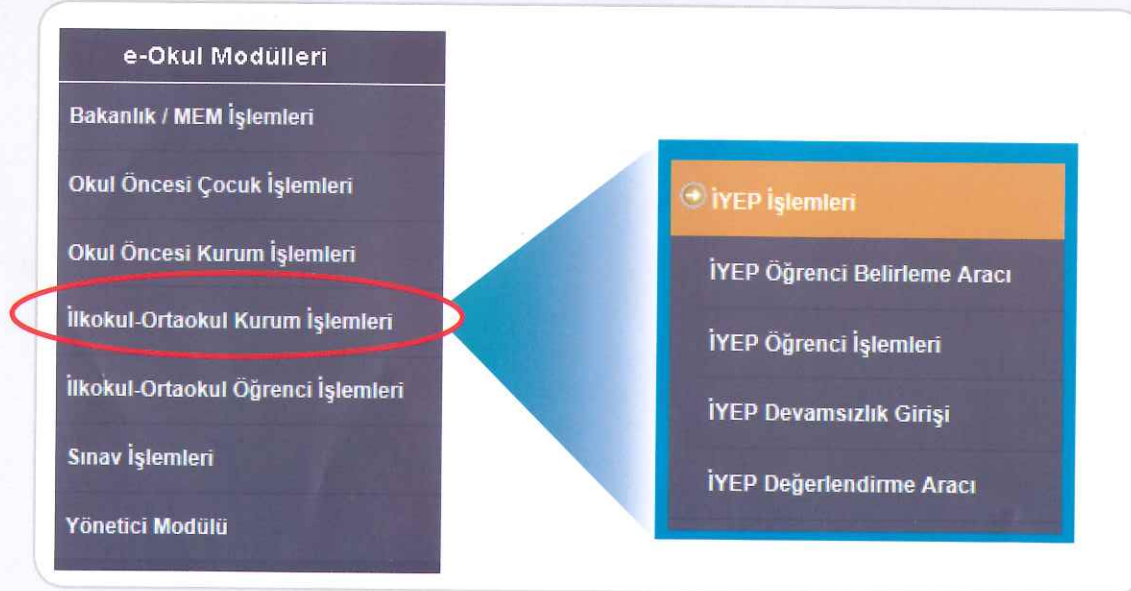 e-Okul Modülleri
Bakanlık / MEM İşlemleri
Okul Öncesi Çocuk İşlemleri
Okul Öncesi Kurum İşlemleri
İlkokul-Ortaokul Kurum İşlemleri
İlkokul-Ortaokul Öğrenci İşlemleri
Sınav İşlemleri
Yönetici Modülü
İYEP İşlemleri
İYEP Öğrenci Belirleme Aracı
İYEP Öğrenci İşlemleri
İYEP Devamsızlık Girişi
İYEP Değerlendirme Aracı